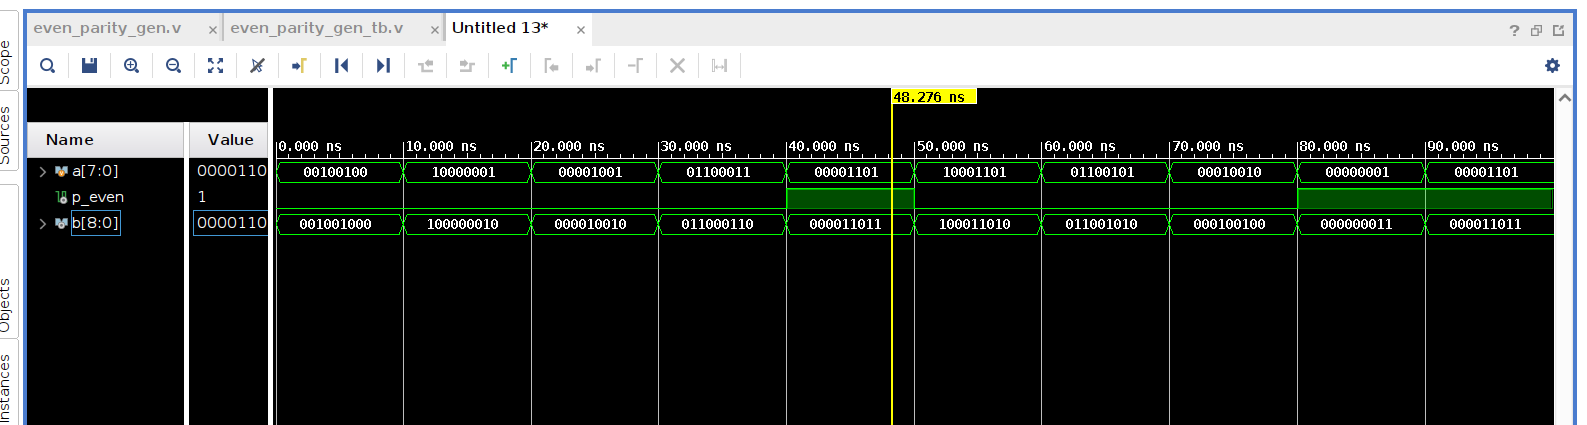 even_parity_gen.v × even_parity_gen_tb.v × Untitled 13* ×
?
Scope
Sources
Objects
Instances
48.276 ns
Name Value
0.000 ns 10.000 ns 20.000 ns 30.000 ns 40.000 ns 50.000 ns 60.000 ns 70.000 ns 80.000 ns 90.000 ns
a[7:0] 0000110 00100100 10000001 00001001 01100011 00001101 10001101 01100101 00010010 00000001 00001101
p_even 1
b[8:0] 0000110 001001000 100000010 000010010 011000110 000011011 100011010 011001010 000100100 000000011 000011011